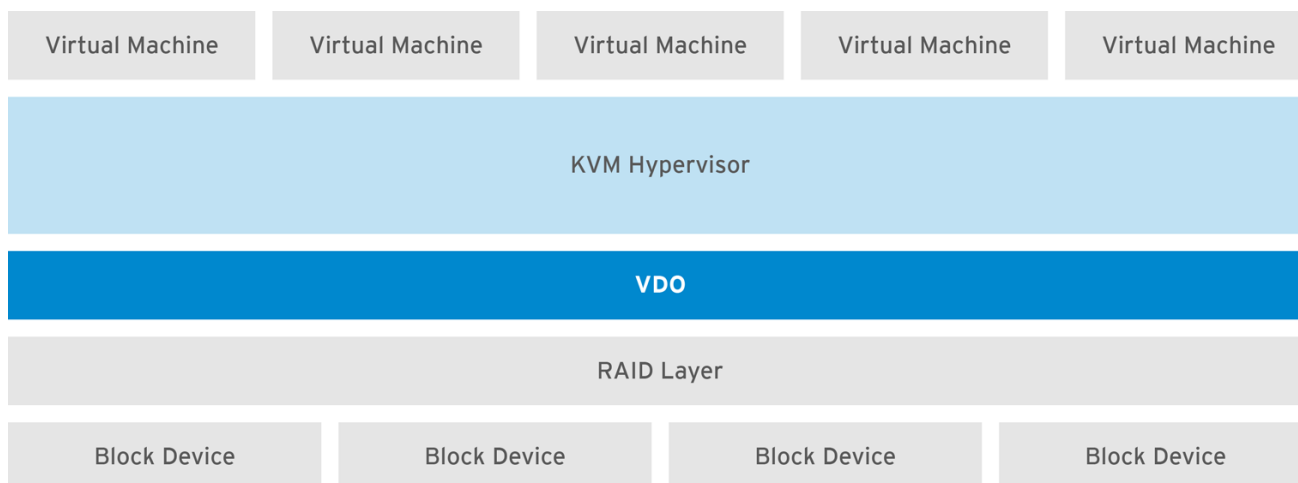 Virtual Machine Virtual Machine Virtual Machine Virtual Machine Virtual Machine
KVM Hypervisor
VDO
RAID Layer
Block Device Block Device Block Device Block Device